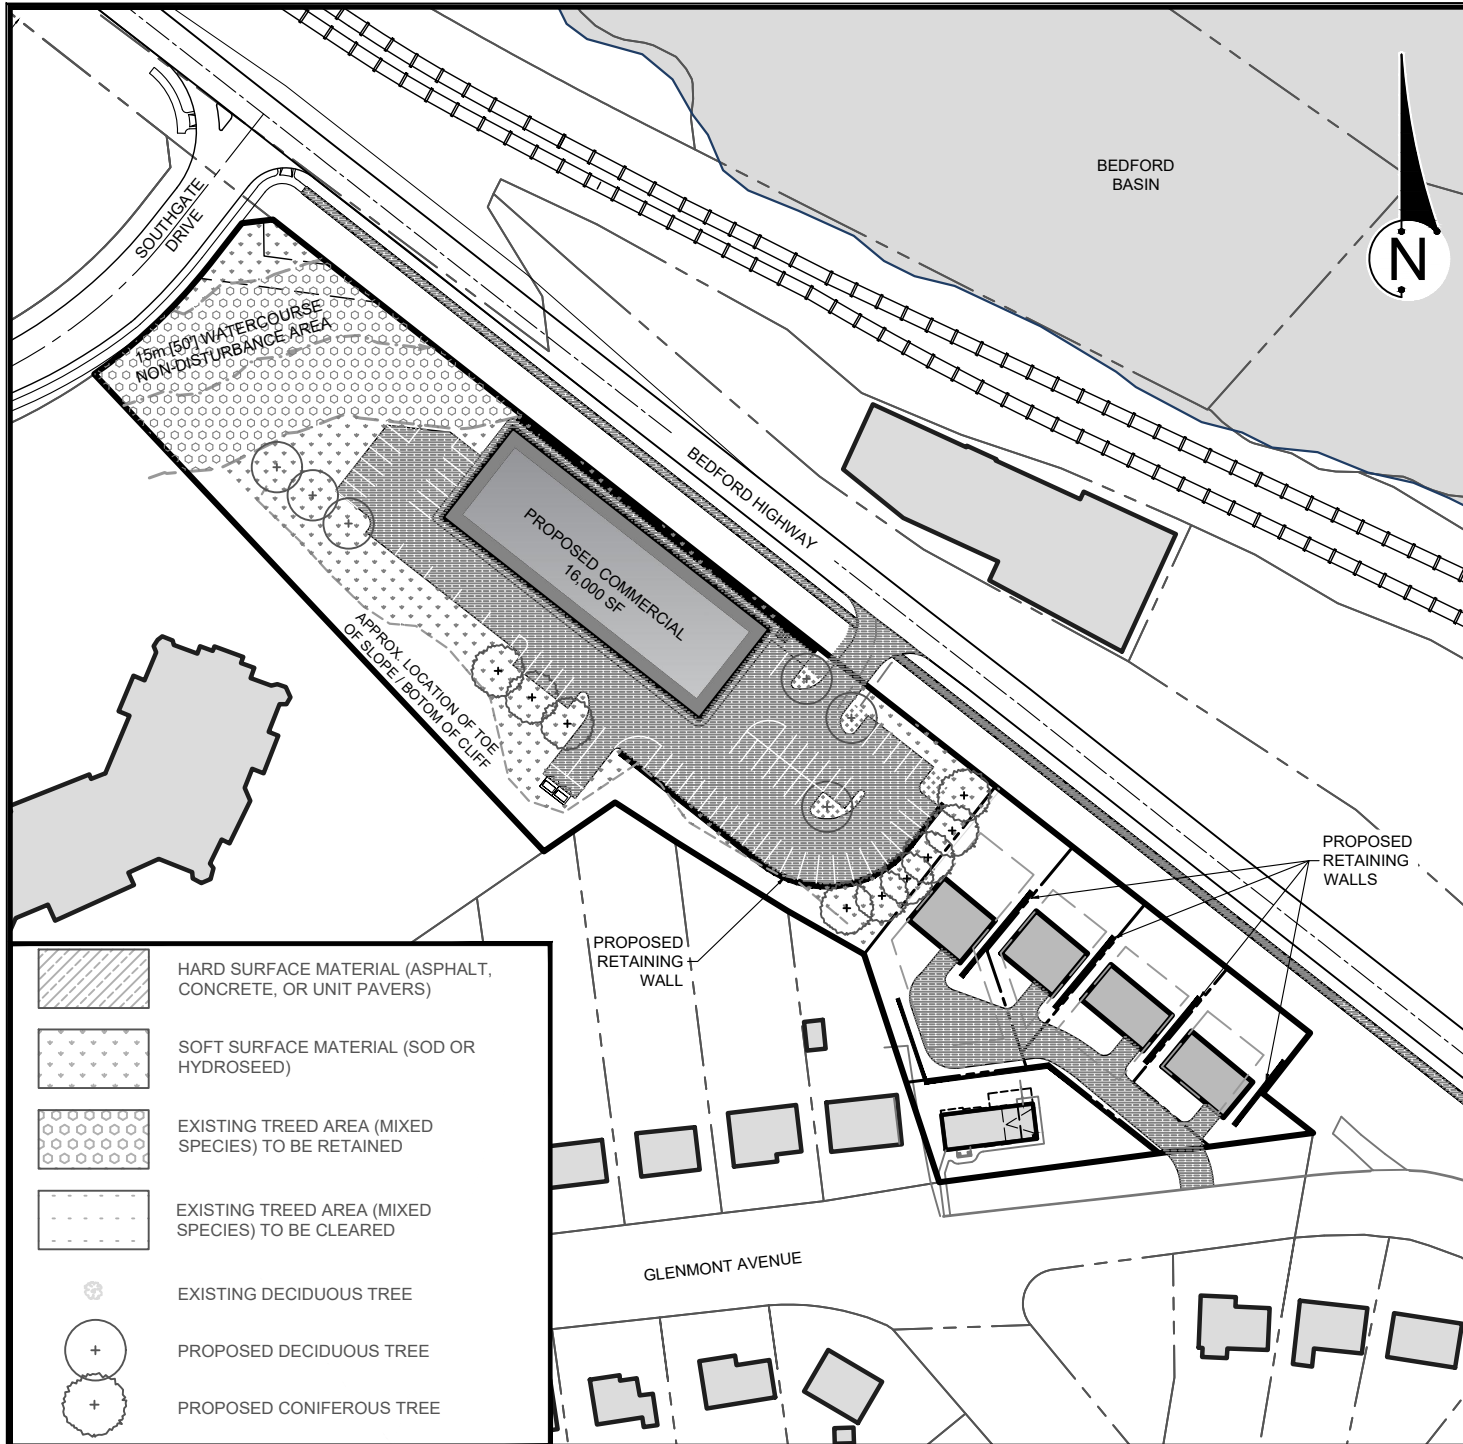 BEDFORD
BASIN
N
SOUTHGATE
DRIVE
15m [50'] WATERCOURSE
NON-DISTURBANCE AREA
BEDFORD HIGHWAY
PROPOSED COMMERCIAL
16,000 SF
APPROX. LOCATION OF TOE
OF SLOPE / BOTOM OF CLIFF
PROPOSED
RETAINING
WALLS
PROPOSED
RETAINING
WALL
GLENMONT AVENUE
HARD SURFACE MATERIAL (ASPHALT,
CONCRETE, OR UNIT PAVERS)
SOFT SURFACE MATERIAL (SOD OR
HYDROSEED)
EXISTING TREED AREA (MIXED
SPECIES) TO BE RETAINED
EXISTING TREED AREA (MIXED
SPECIES) TO BE CLEARED
EXISTING DECIDUOUS TREE
PROPOSED DECIDUOUS TREE
PROPOSED CONIFEROUS TREE